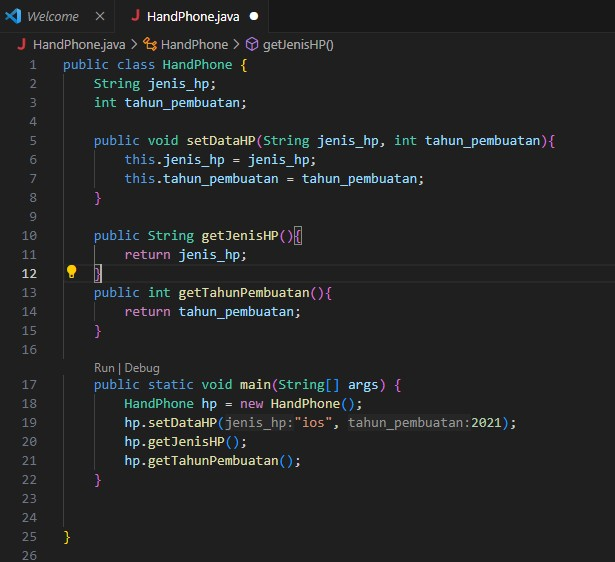 Welcome
HandPhone.java
HandPhone.java > HandPhone > getJenisHP()
1 public class HandPhone {
2 String jenis_hp;
3 int tahun_pembuatan;
4
5 public void setDataHP(String jenis_hp, int tahun_pembuatan){
6 this.jenis_hp = jenis_hp;
7 this.tahun_pembuatan = tahun_pembuatan;
8 }
9
10 public String getJenisHP(){
11 return jenis_hp;
12 }
13 public int getTahunPembuatan(){
14 return tahun_pembuatan;
15 }
16
Run | Debug
17 public static void main(String[] args) {
18 HandPhone hp = new HandPhone();
19 hp.setDataHP(jenis_hp:"ios", tahun_pembuatan:2021);
20 hp.getJenisHP();
21 hp.getTahunPembuatan();
22 }
23
24
25 }
26